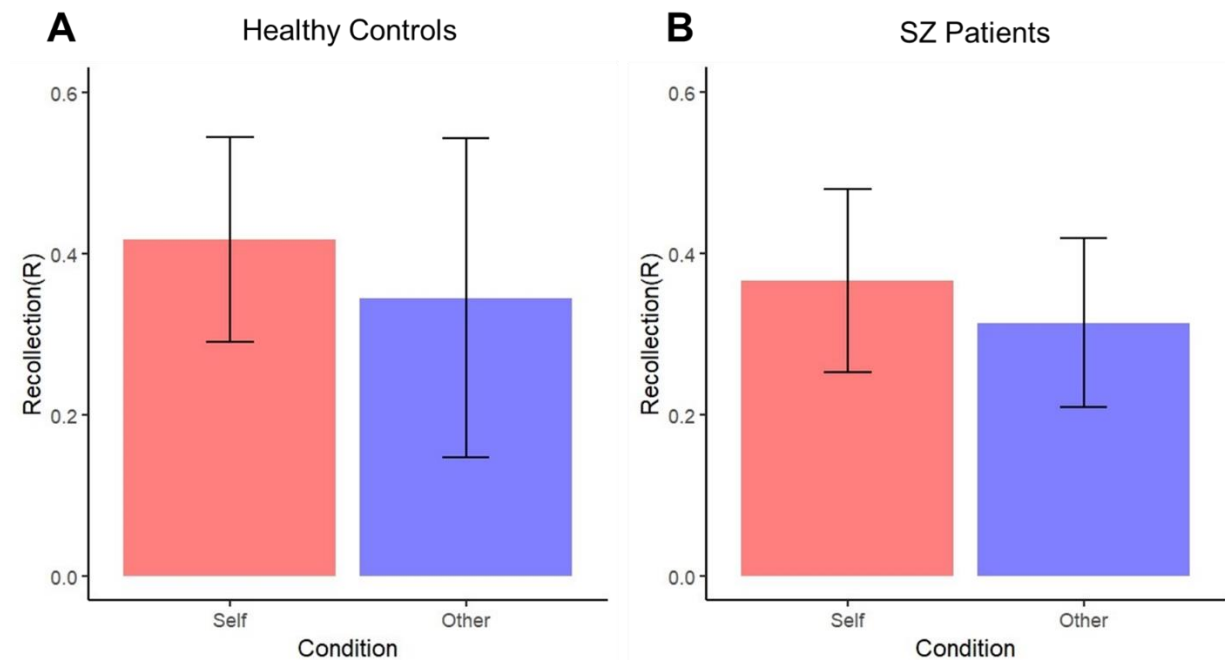 A
Healthy Controls
Recollection(R)
0.6
0.4
0.2
0.0
Self
Other
Condition
B
SZ Patients
Recollection(R)
0.6
0.4
0.2
0.0
Self
Other
Condition